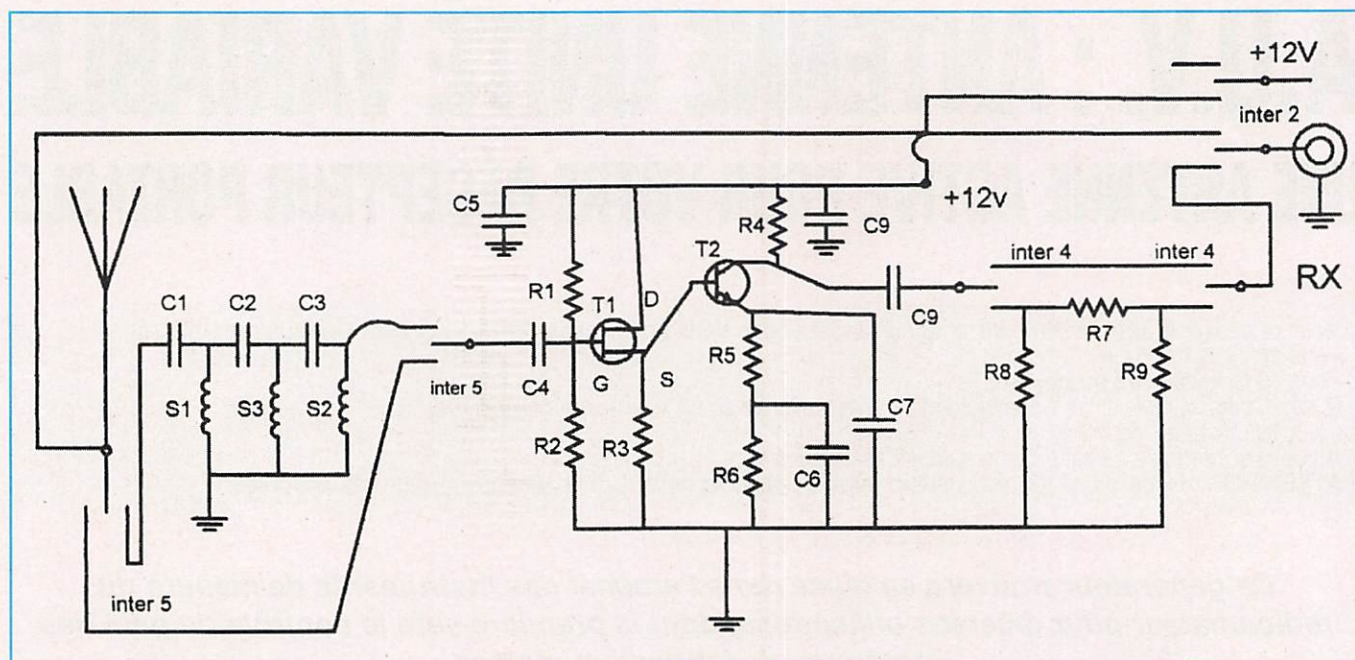 +12V
inter 2
C5
+12v
R4
C9
T2
inter 4
inter 4
RX
C1
C2
C3
R1
T1
D
C9
R7
inter 5
C4
G
S
R5
R8
R9
S1
S3
S2
C7
R2
R3
R6
C6
inter 5